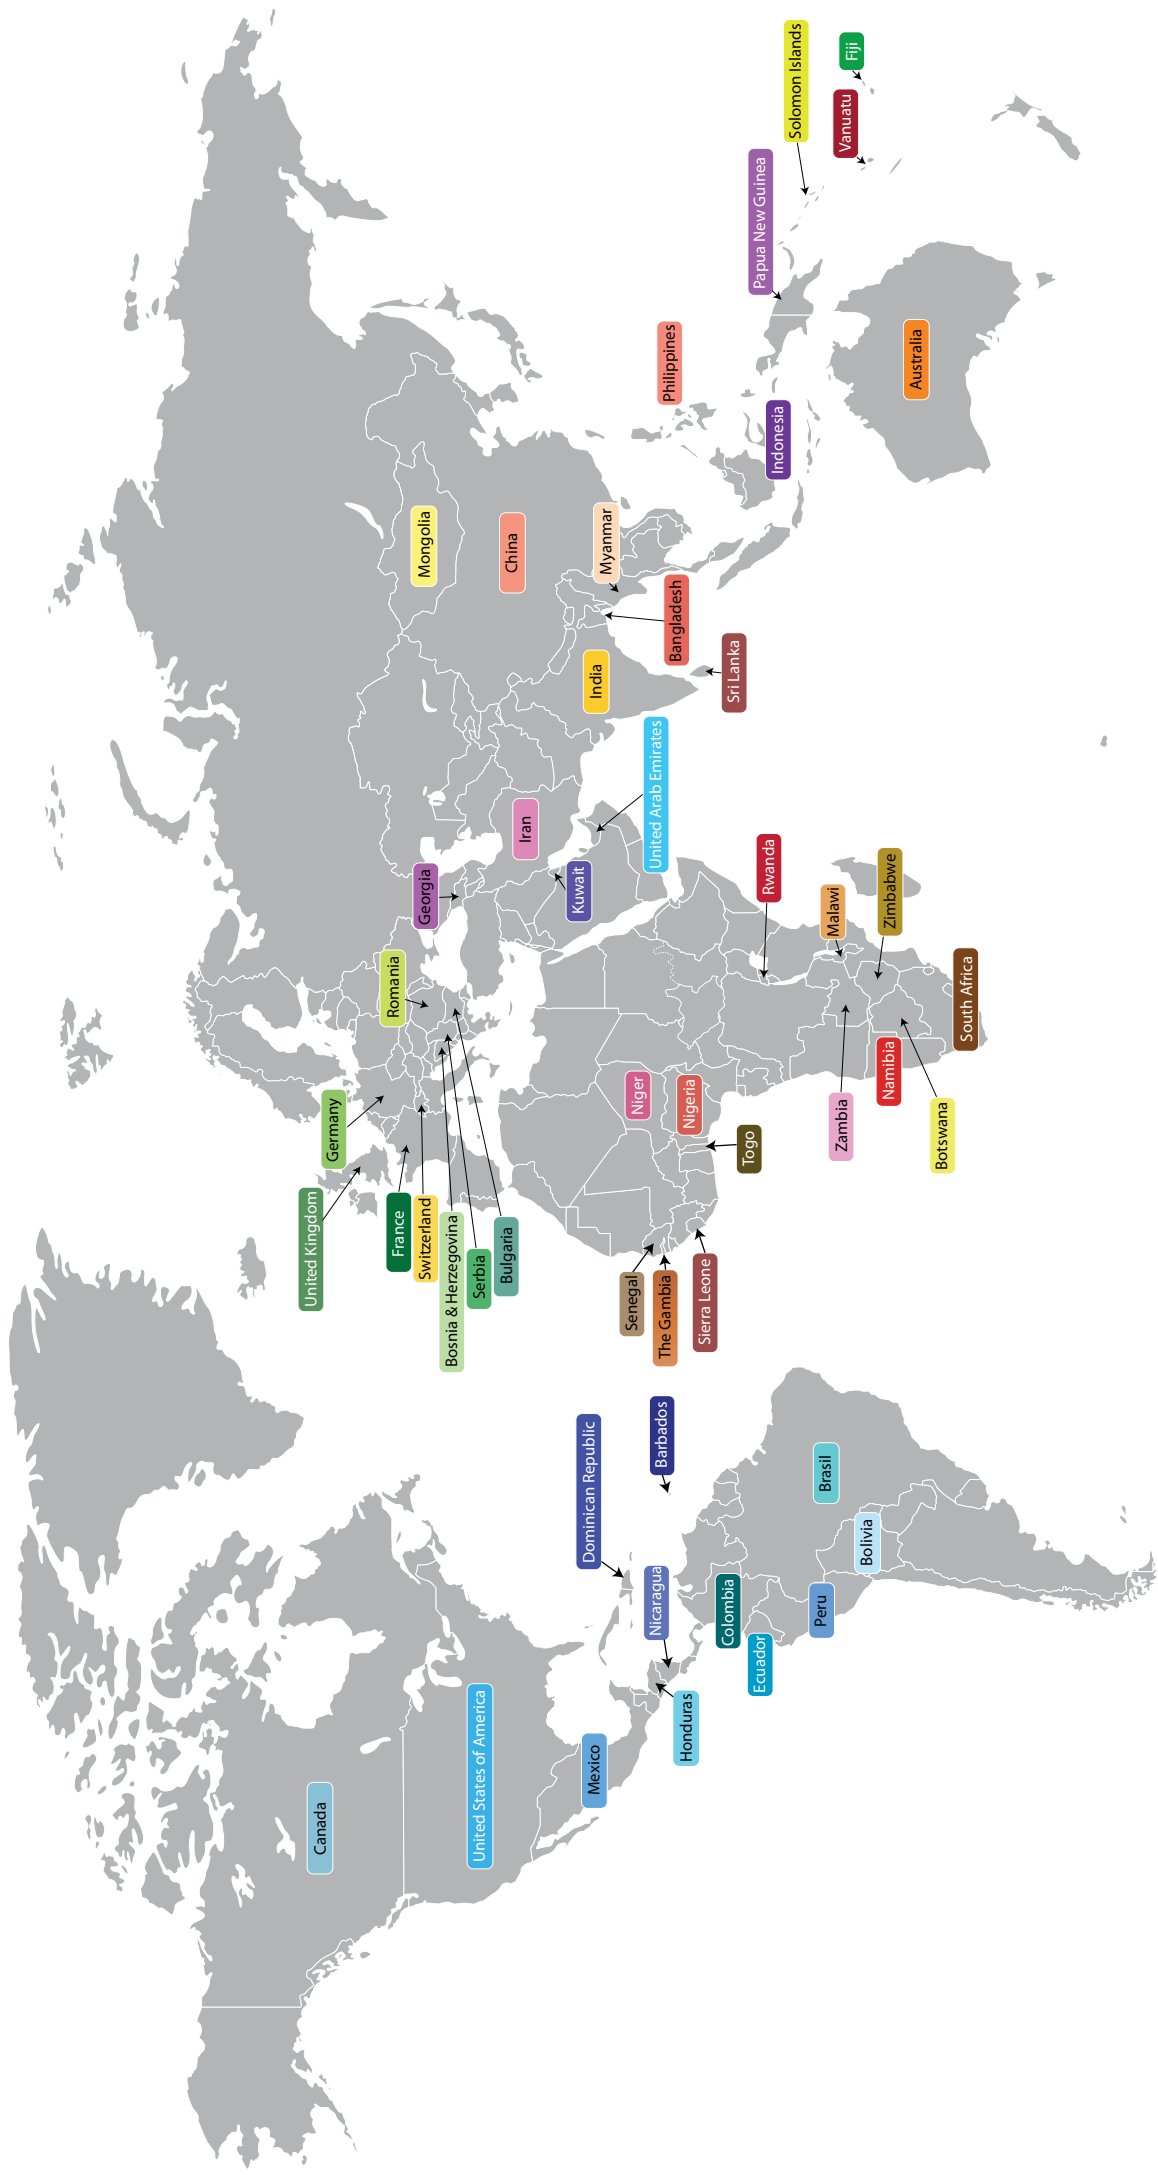 Canada
United States of America
Mexico
Honduras
Nicaragua
Dominican Republic
Barbados
Colombia
Ecuador
Peru
Brasil
Bolivia
United Kingdom
Germany
France
Switzerland
Bosnia & Herzegovina
Serbia
Bulgaria
Romania
Georgia
Senegal
The Gambia
Sierra Leone
Togo
Niger
Nigeria
Zambia
Namibia
Botswana
South Africa
Zimbabwe
Malawi
Rwanda
Kuwait
United Arab Emirates
Iran
India
Sri Lanka
Bangladesh
Myanmar
China
Mongolia
Philippines
Indonesia
Papua New Guinea
Solomon Islands
Vanuatu
Fiji
Australia